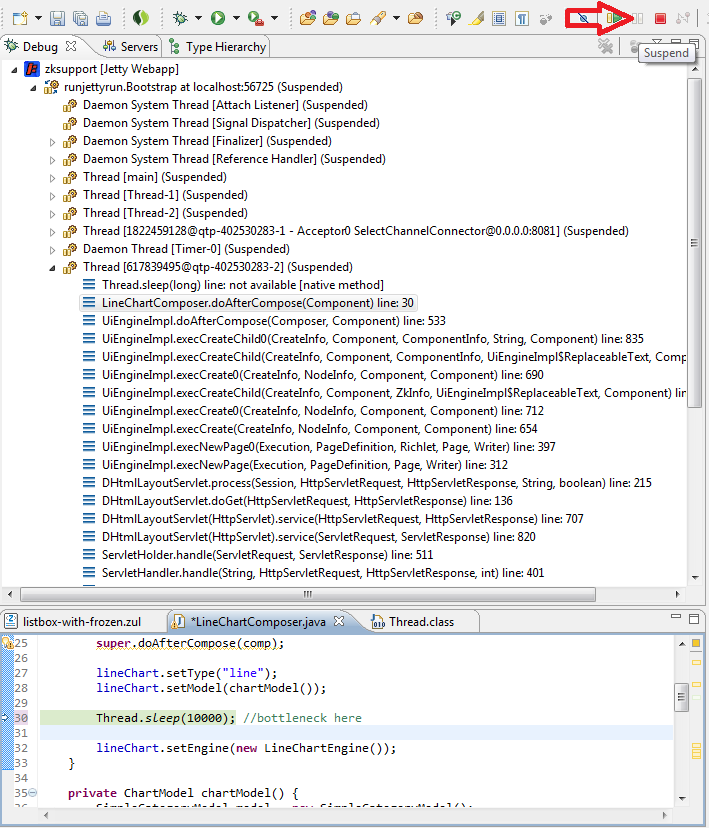 Debug Servers Type Hierarchy
Suspend
zksupport [Jetty Webapp]
runjettyrun.Bootstrap at localhost:56725 (Suspended)
Daemon System Thread [Attach Listener] (Suspended)
Daemon System Thread [Signal Dispatcher] (Suspended)
Daemon System Thread [Finalizer] (Suspended)
Daemon System Thread [Reference Handler] (Suspended)
Thread [main] (Suspended)
Thread [Thread-1] (Suspended)
Thread [Thread-2] (Suspended)
Thread [1822459128@qtp-402530283-1 - Acceptor0 SelectChannelConnector@0.0.0.0:8081] (Suspended)
Daemon Thread [Timer-0] (Suspended)
Thread [617839495@qtp-402530283-2] (Suspended)
Thread.sleep(long) line: not available [native method]
LineChartComposer.doAfterCompose(Component) line: 30
UiEngineImpl.doAfterCompose(Composer, Component) line: 533
UiEngineImpl.execCreateChild0(CreateInfo, Component, ComponentInfo, String, Component) line: 835
UiEngineImpl.execCreateChild(CreateInfo, Component, ComponentInfo, UiEngineImpl$ReplaceableText, Comp
UiEngineImpl.execCreate0(CreateInfo, NodeInfo, Component, Component) line: 690
UiEngineImpl.execCreateChild(CreateInfo, Component, ZkInfo, UiEngineImpl$ReplaceableText, Component) lin
UiEngineImpl.execCreate0(CreateInfo, NodeInfo, Component, Component) line: 712
UiEngineImpl.execCreate(CreateInfo, NodeInfo, Component, Component) line: 654
UiEngineImpl.execNewPage0(Execution, PageDefinition, Richlet, Page, Writer) line: 397
UiEngineImpl.execNewPage(Execution, PageDefinition, Page, Writer) line: 312
DHtmlLayoutServlet.process(Session, HttpServletRequest, HttpServletResponse, String, boolean) line: 215
DHtmlLayoutServlet.doGet(HttpServletRequest, HttpServletResponse) line: 136
DHtmlLayoutServlet(HttpServlet).service(HttpServletRequest, HttpServletResponse) line: 707
DHtmlLayoutServlet(HttpServlet).service(ServletRequest, ServletResponse) line: 820
ServletHolder.handle(ServletRequest, ServletResponse) line: 511
ServletHandler.handle(String, HttpServletRequest, HttpServletResponse, int) line: 401
listbox-with-frozen.zul *LineChartComposer.java Thread.class
25 super.doAfterCompose(comp);
26
27 lineChart.setType("line");
28 lineChart.setModel(chartModel());
29
30 Thread.sleep(10000); //bottleneck here
31
32 lineChart.setEngine(new LineChartEngine());
33 }
34
35 private ChartModel chartModel() {
36 SimpleCategoryModel model = new SimpleCategoryModel();